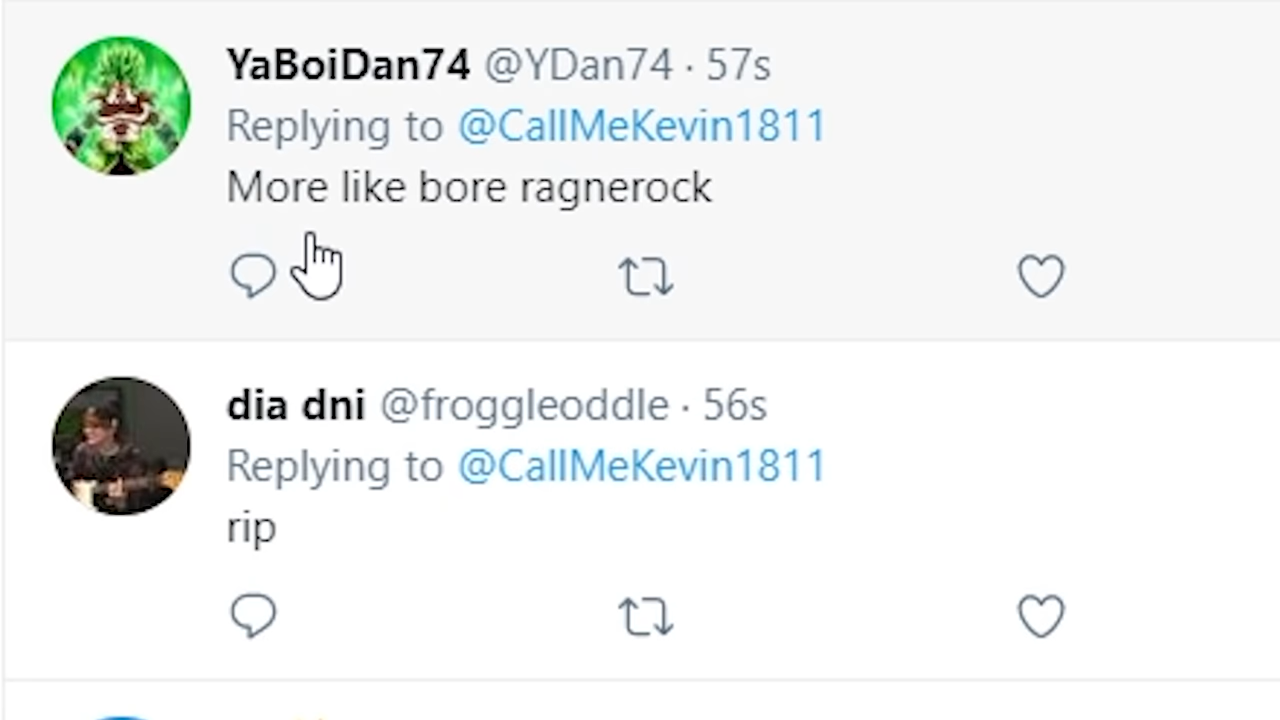 YaBoiDan74 @YDan74 · 57s
Replying to @CallMeKevin1811
More like bore ragnerock
dia dni @froggleoddle · 56s
Replying to @CallMeKevin1811
rip